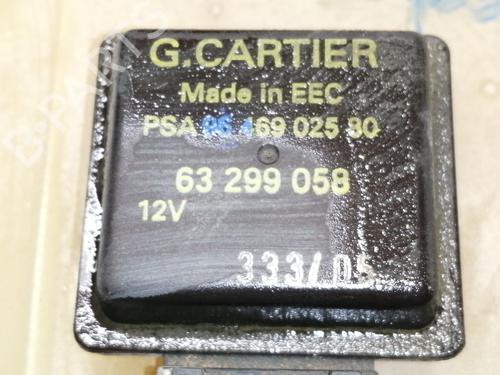 G.CARTIER
Made in EEC
PSA 96 469 025 80
63 299 058
12V
333/05